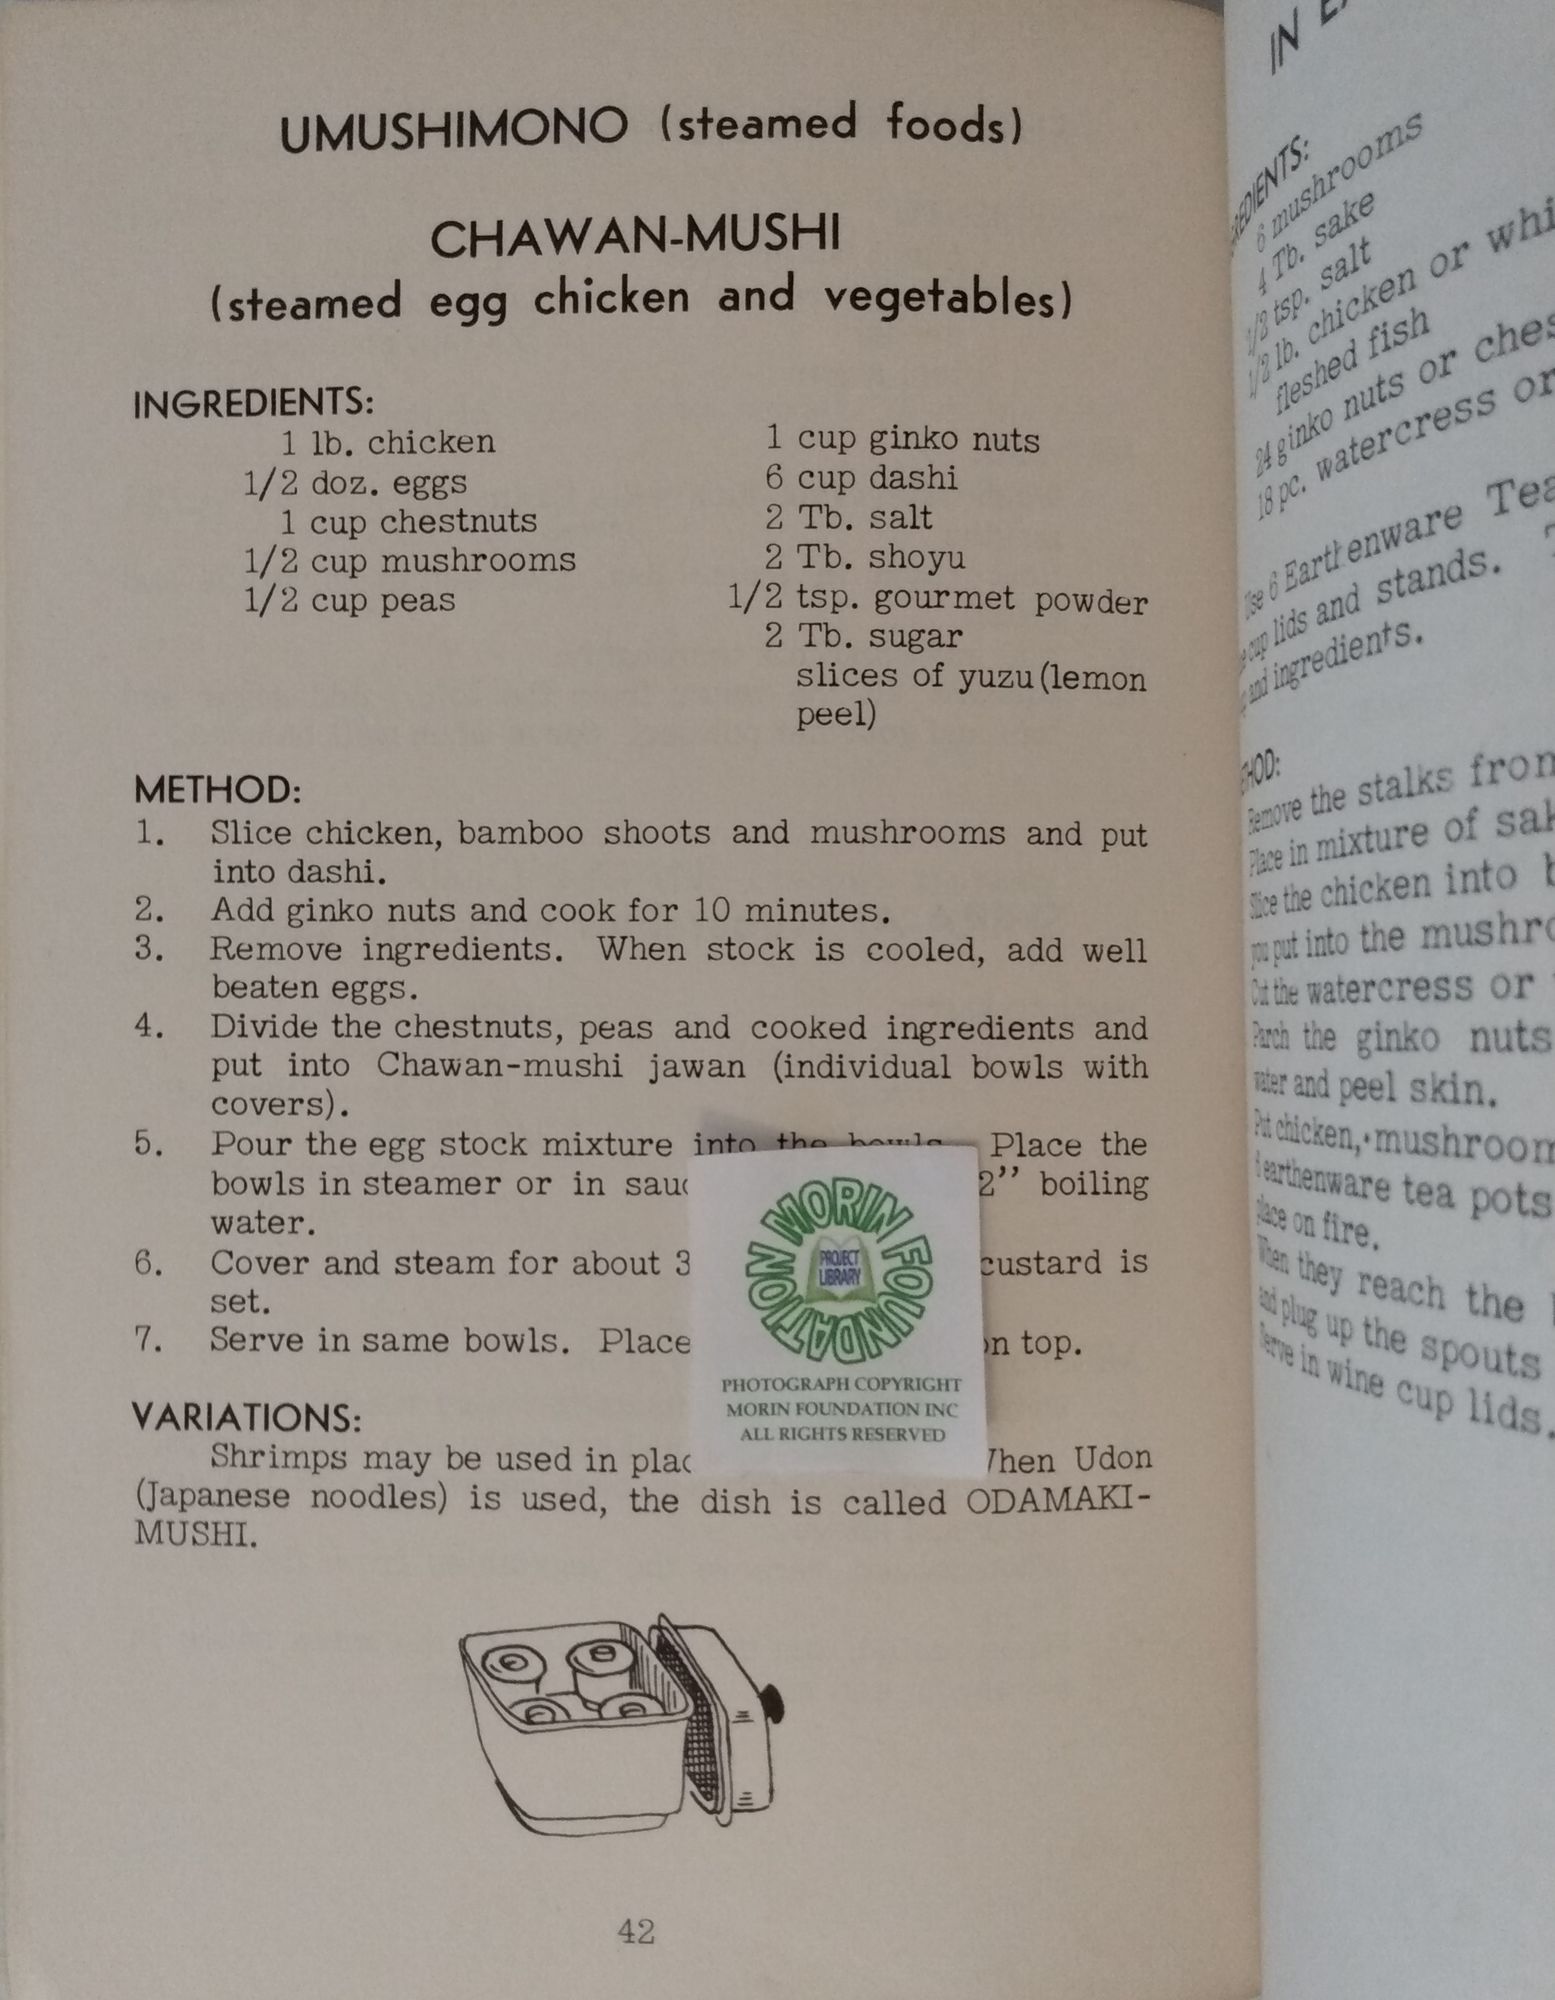 UMUSHIMONO (steamed foods)
CHAWAN-MUSHI
(steamed egg chicken and vegetables)
INGREDIENTS:
1 lb. chicken
1/2 doz. eggs
1 cup chestnuts
1/2 cup mushrooms
1/2 cup peas
1 cup ginko nuts
6 cup dashi
2 Tb. salt
2 Tb. shoyu
1/2 tsp. gourmet powder
2 Tb. sugar
slices of yuzu(lemon
peel)
METHOD:
1. Slice chicken, bamboo shoots and mushrooms and put
into dashi.
2. Add ginko nuts and cook for 10 minutes.
3. Remove ingredients. When stock is cooled, add well
beaten eggs.
4. Divide the chestnuts, peas and cooked ingredients and
put into Chawan-mushi jawan (individual bowls with
covers).
5. Pour the egg stock mixture into the bowls. Place the
bowls in steamer or in 2" boiling
water.
6. Cover and steam for about custard is
set.
7. Serve in same bowls. Place on top.
VARIATIONS:
Shrimps may be used in When Udon
(Japanese noodles) is used, the dish is called ODAMAKI-
MUSHI.
42
MORIN FOUNDATION
PROJECT
LIBRARY
PHOTOGRAPH COPYRIGHT
MORIN FOUNDATION INC
ALL RIGHTS RESERVED
IN
6 mushrooms
4 Tb. sake
1/2 tsp. salt
1/2 lb. chicken or
fleshed fish
24 ginko nuts or
18 pc. watercress or
Use 6 Earthenware
cup lids and stands.
and ingredients.
Remove the stalks from
Place in mixture of
Slice the chicken into
you put into the
Cut the watercress or
Parch the ginko nuts
water and peel skin.
Put chicken, mushroom
earthenware tea pots
place on fire.
When they reach the
and plug up the spouts
Serve in wine cup lids.